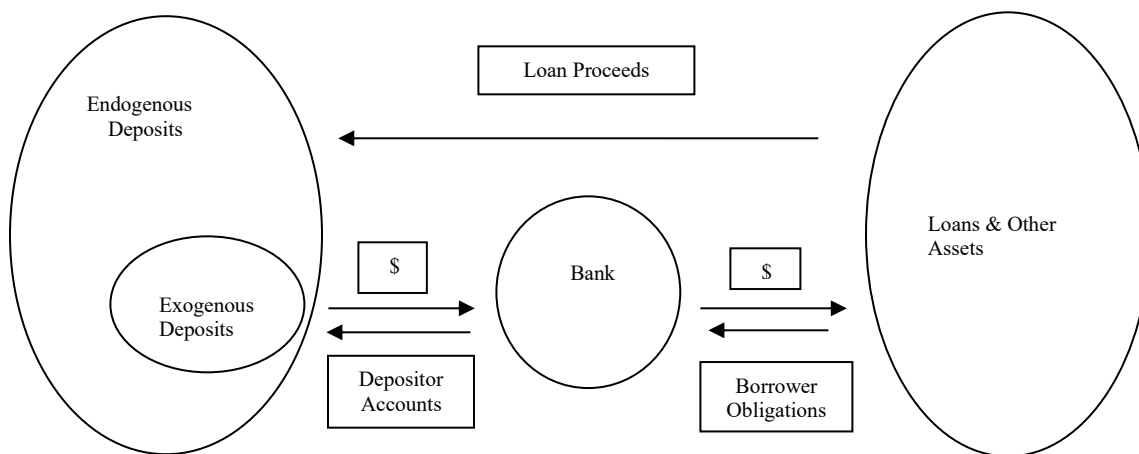 Loan Proceeds
Endogenous
Deposits
Loans & Other
Assets
$
$
Bank
Exogenous
Deposits
Depositor
Accounts
Borrower
Obligations